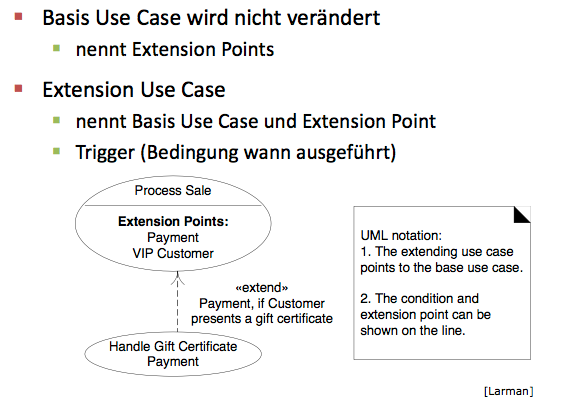 Basis Use Case wird nicht verändert
nennt Extension Points
Extension Use Case
nennt Basis Use Case und Extension Point
Trigger (Bedingung wann ausgeführt)
Process Sale
Extension Points:
Payment
VIP Customer
«extend»
Payment, if Customer
presents a gift certificate
Handle Gift Certificate
Payment
UML notation:
1. The extending use case
points to the base use case.
2. The condition and
extension point can be
shown on the line.
[Larman]